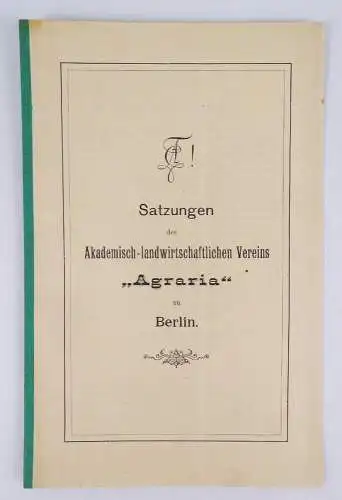 Satzungen
des
Akademisch-landwirtschaftlichen Vereins
„Agraria“
zu
Berlin.